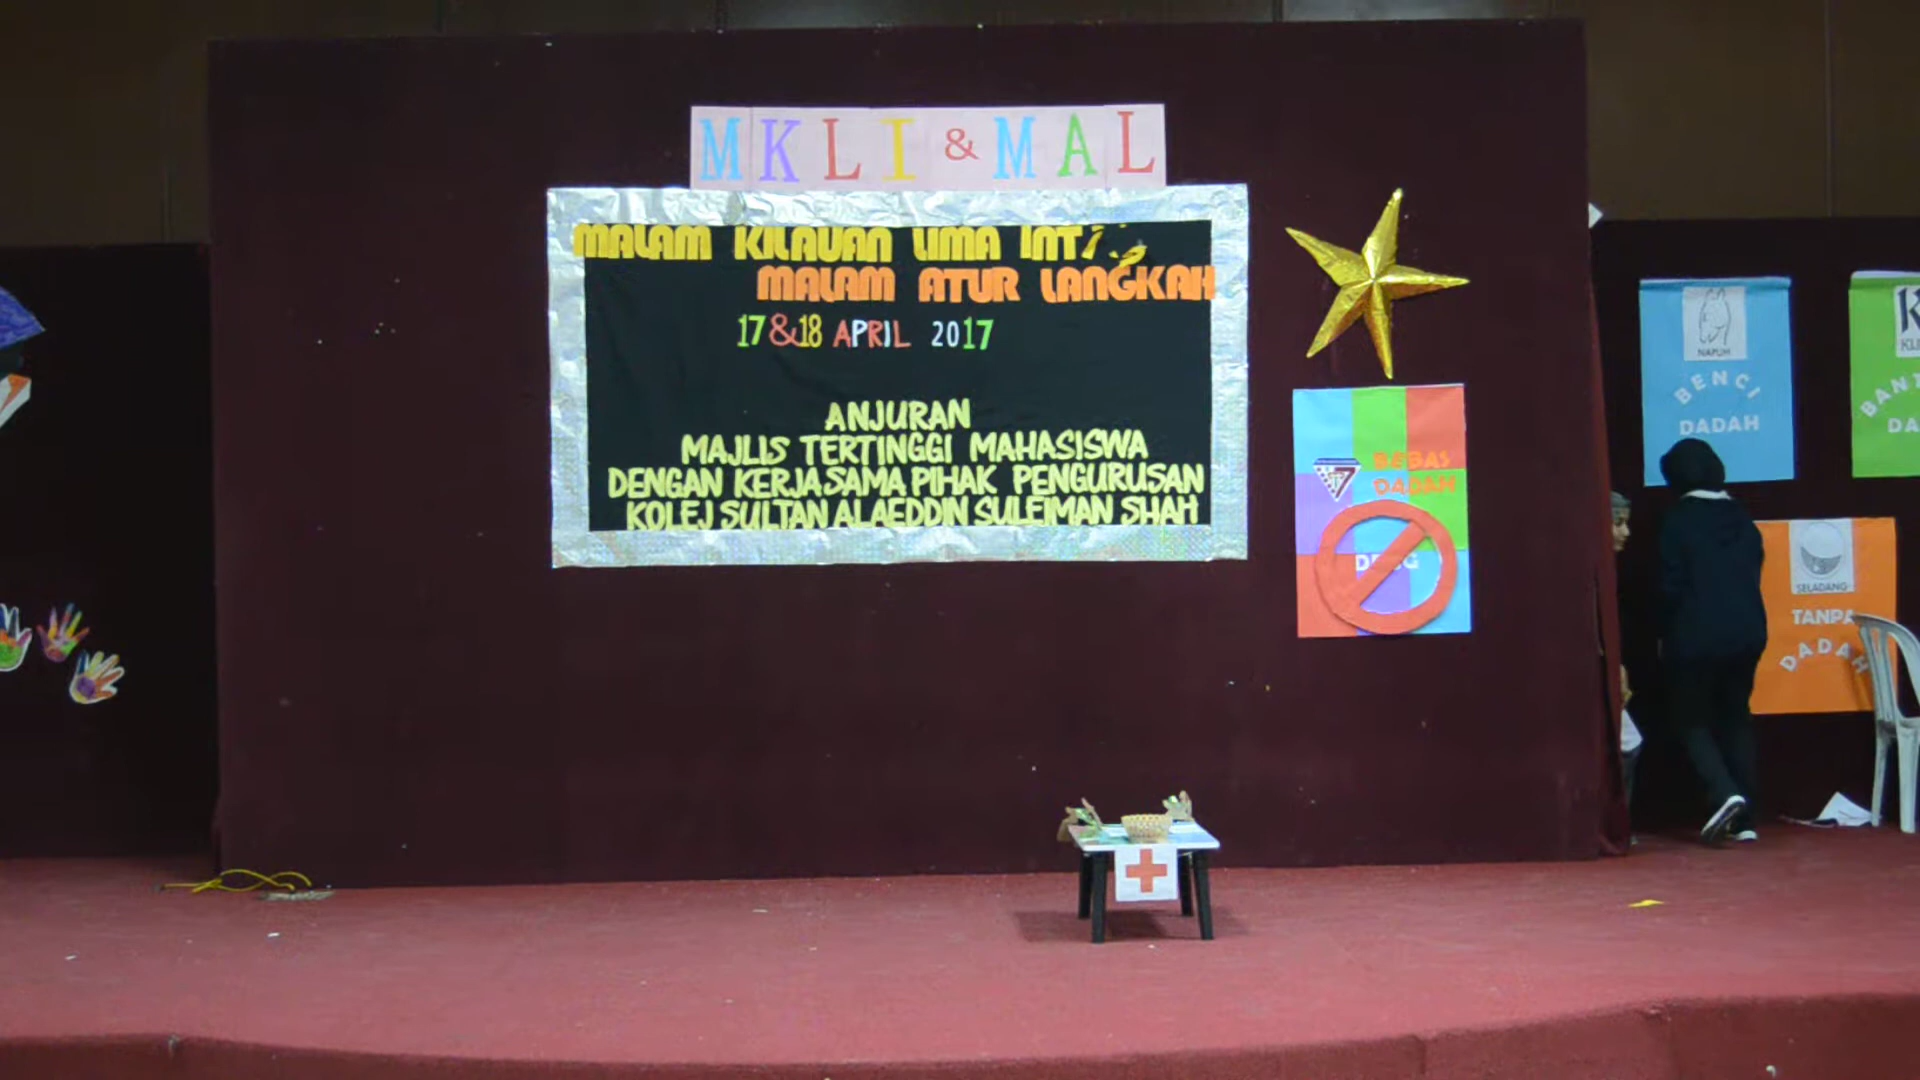 MKLI & MAL
MALAM KILAUAN LIMA
MALAM ATUR LANGKAH
17 & 18 APRIL 2017
ANJURAN
MAJLIS TERTINGGI MAHASISWA
DENGAN KERJASAMA PIHAK PENGURUSAN
KOLEJ SULTAN ALAEDDIN SULEIMAN SHAH
BEBAS
DADAH
NAPUH
BENCI
DADAH
SELADANG
TANPA
DADAH